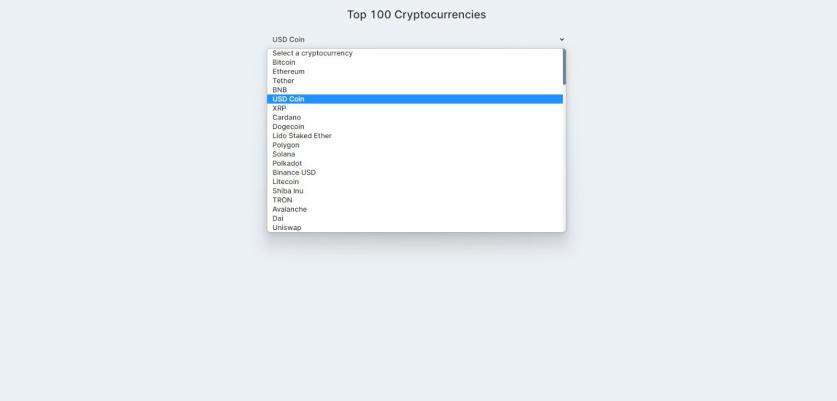 Top 100 Cryptocurrencies
USD Coin
Select a cryptocurrency
Bitcoin
Ethereum
Tether
BNB
USD Coin
XRP
Cardano
Dogecoin
Lido Staked Ether
Polygon
Solana
Polkadot
Binance USD
Litecoin
Shiba Inu
TRON
Avalanche
Dai
Uniswap